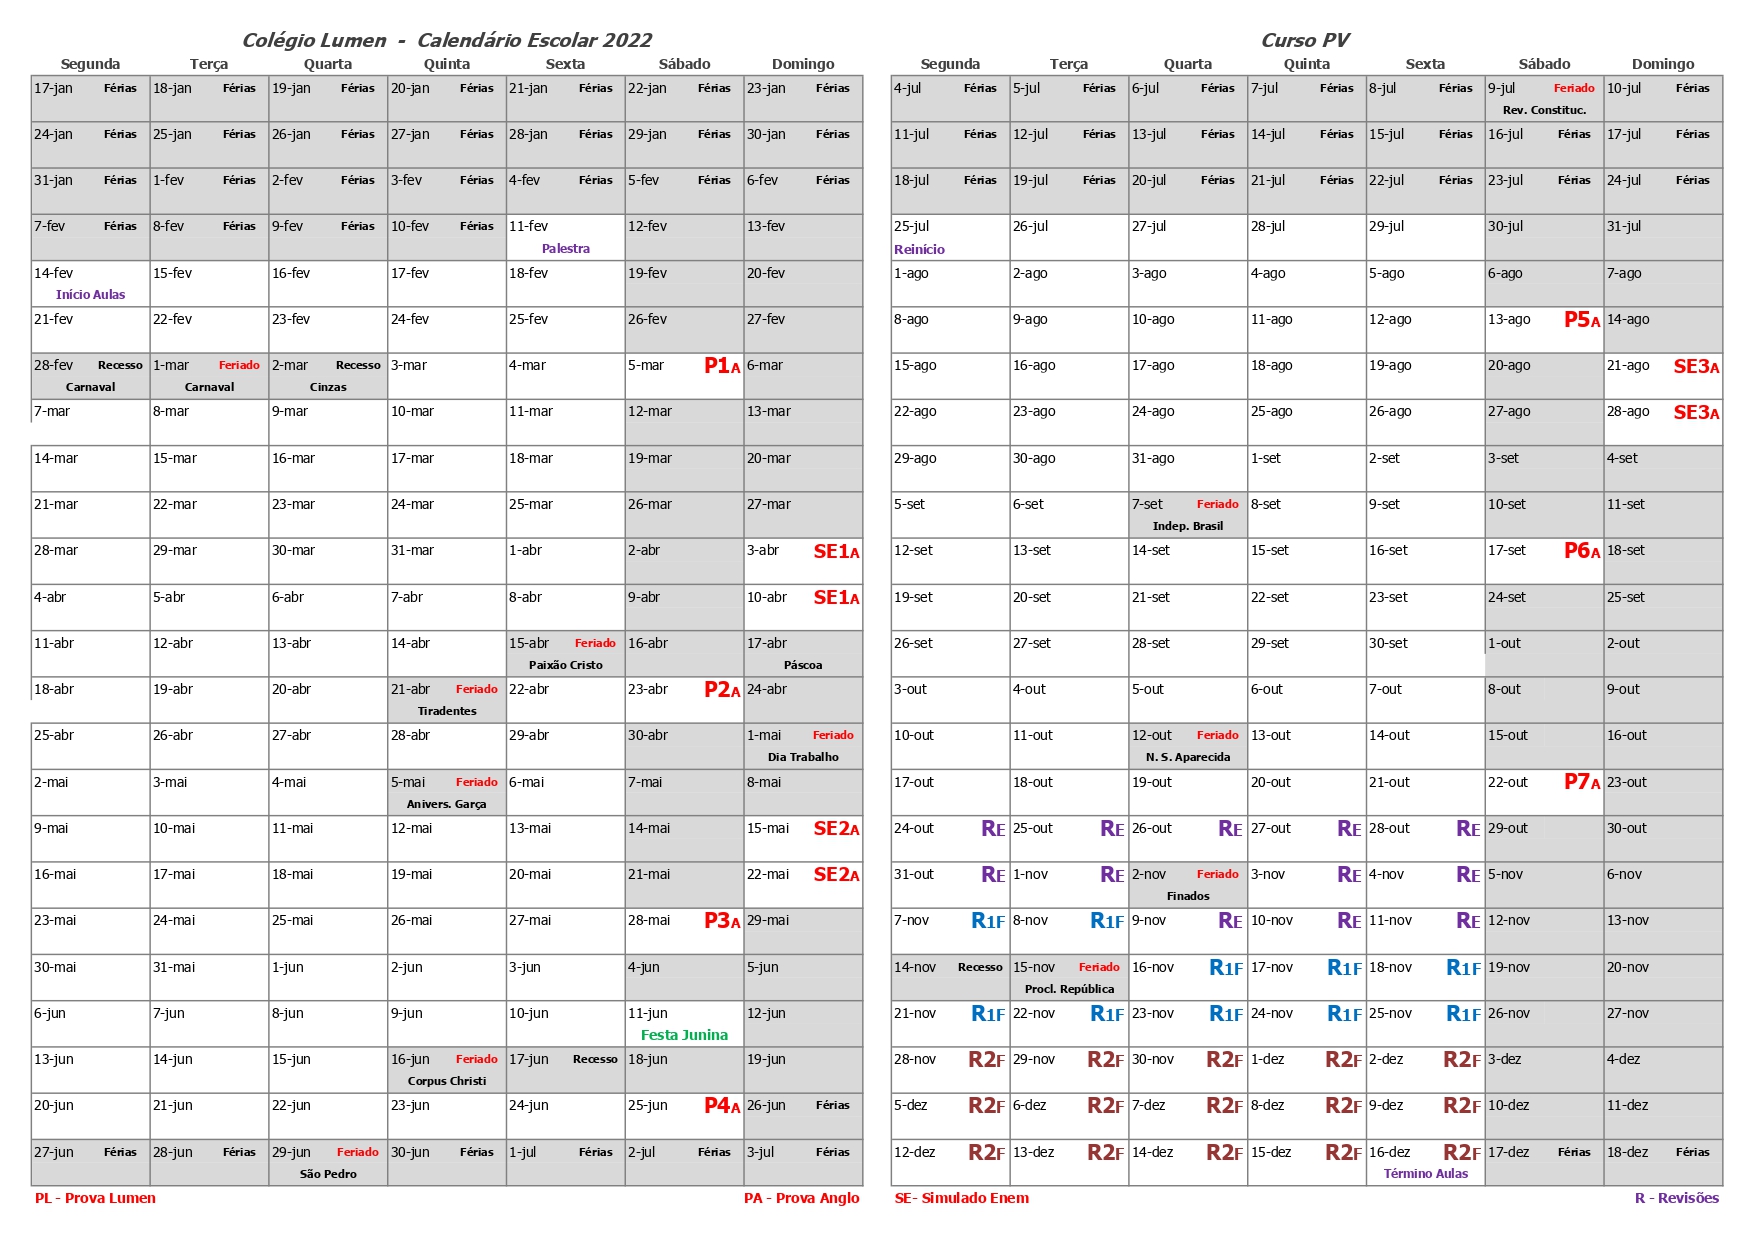 Colégio Lumen - Calendário Escolar 2022
Segunda Terça Quarta Quinta Sexta Sábado Domingo
17-jan Férias 18-jan Férias 19-jan Férias 20-jan Férias 21-jan Férias 22-jan Férias 23-jan Férias
24-jan Férias 25-jan Férias 26-jan Férias 27-jan Férias 28-jan Férias 29-jan Férias 30-jan Férias
31-jan Férias 1-fev Férias 2-fev Férias 3-fev Férias 4-fev Férias 5-fev Férias 6-fev Férias
7-fev Férias 8-fev Férias 9-fev Férias 10-fev Férias 11-fev 12-fev 13-fev
Palestra
14-fev 15-fev 16-fev 17-fev 18-fev 19-fev 20-fev
Início Aulas
21-fev 22-fev 23-fev 24-fev 25-fev 26-fev 27-fev
28-fev Recesso 1-mar Feriado 2-mar Recesso 3-mar 4-mar 5-mar P1A 6-mar
Carnaval Carnaval Cinzas
7-mar 8-mar 9-mar 10-mar 11-mar 12-mar 13-mar
14-mar 15-mar 16-mar 17-mar 18-mar 19-mar 20-mar
21-mar 22-mar 23-mar 24-mar 25-mar 26-mar 27-mar
28-mar 29-mar 30-mar 31-mar 1-abr 2-abr 3-abr SE1A
4-abr 5-abr 6-abr 7-abr 8-abr 9-abr 10-abr SE1A
11-abr 12-abr 13-abr 14-abr 15-abr Feriado 16-abr 17-abr
Paixão Cristo Páscoa
18-abr 19-abr 20-abr 21-abr Feriado 22-abr 23-abr P2A 24-abr
Tiradentes
25-abr 26-abr 27-abr 28-abr 29-abr 30-abr 1-mai Feriado
Dia Trabalho
2-mai 3-mai 4-mai 5-mai Feriado 6-mai 7-mai 8-mai
Anivers. Garça
9-mai 10-mai 11-mai 12-mai 13-mai 14-mai 15-mai SE2A
16-mai 17-mai 18-mai 19-mai 20-mai 21-mai 22-mai SE2A
23-mai 24-mai 25-mai 26-mai 27-mai 28-mai P3A 29-mai
30-mai 31-mai 1-jun 2-jun 3-jun 4-jun 5-jun
6-jun 7-jun 8-jun 9-jun 10-jun 11-jun 12-jun
Festa Junina
13-jun 14-jun 15-jun 16-jun Feriado 17-jun Recesso 18-jun 19-jun
Corpus Christi
20-jun 21-jun 22-jun 23-jun 24-jun 25-jun P4A 26-jun Férias
27-jun Férias 28-jun Férias 29-jun Feriado 30-jun Férias 1-jul Férias 2-jul Férias 3-jul Férias
São Pedro
PL - Prova Lumen PA - Prova Anglo
Curso PV
Segunda Terça Quarta Quinta Sexta Sábado Domingo
4-jul Férias 5-jul Férias 6-jul Férias 7-jul Férias 8-jul Férias 9-jul Feriado 10-jul Férias
Rev. Constituc.
11-jul Férias 12-jul Férias 13-jul Férias 14-jul Férias 15-jul Férias 16-jul Férias 17-jul Férias
18-jul Férias 19-jul Férias 20-jul Férias 21-jul Férias 22-jul Férias 23-jul Férias 24-jul Férias
25-jul 26-jul 27-jul 28-jul 29-jul 30-jul 31-jul
Reinício
1-ago 2-ago 3-ago 4-ago 5-ago 6-ago 7-ago
8-ago 9-ago 10-ago 11-ago 12-ago 13-ago P5A 14-ago
15-ago 16-ago 17-ago 18-ago 19-ago 20-ago 21-ago SE3A
22-ago 23-ago 24-ago 25-ago 26-ago 27-ago 28-ago SE3A
29-ago 30-ago 31-ago 1-set 2-set 3-set 4-set
5-set 6-set 7-set Feriado 8-set 9-set 10-set 11-set
Indep. Brasil
12-set 13-set 14-set 15-set 16-set 17-set P6A 18-set
19-set 20-set 21-set 22-set 23-set 24-set 25-set
26-set 27-set 28-set 29-set 30-set 1-out 2-out
3-out 4-out 5-out 6-out 7-out 8-out 9-out
10-out 11-out 12-out Feriado 13-out 14-out 15-out 16-out
N. S. Aparecida
17-out 18-out 19-out 20-out 21-out 22-out P7A 23-out
24-out RE 25-out RE 26-out RE 27-out RE 28-out RE 29-out 30-out
31-out RE 1-nov RE 2-nov Feriado 3-nov RE 4-nov RE 5-nov 6-nov
Finados
7-nov R1F 8-nov R1F 9-nov RE 10-nov RE 11-nov RE 12-nov 13-nov
14-nov Recesso 15-nov Feriado 16-nov R1F 17-nov R1F 18-nov R1F 19-nov 20-nov
Procl. República
21-nov R1F 22-nov R1F 23-nov R1F 24-nov R1F 25-nov R1F 26-nov 27-nov
28-nov R2F 29-nov R2F 30-nov R2F 1-dez R2F 2-dez R2F 3-dez 4-dez
5-dez R2F 6-dez R2F 7-dez R2F 8-dez R2F 9-dez R2F 10-dez 11-dez
12-dez R2F 13-dez R2F 14-dez R2F 15-dez R2F 16-dez R2F 17-dez Férias 18-dez Férias
Término Aulas
SE- Simulado Enem R - Revisões